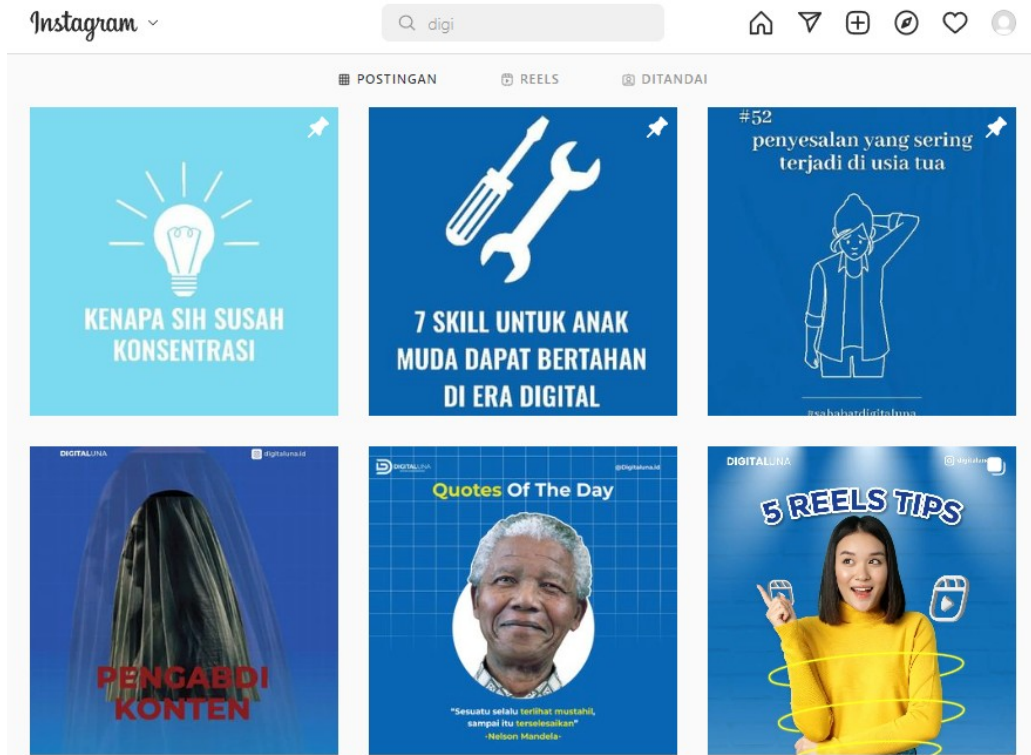 Instagram
digi
POSTINGAN
REELS
DITANDAI
KENAPA SIH SUSAH
KONSENTRASI
7 SKILL UNTUK ANAK
MUDA DAPAT BERTAHAN
DI ERA DIGITAL
#52
penyesalan yang sering
terjadi di usia tua
#sahabatdigitaluna
DIGITALUNA
digitaluna.id
PENGABDI
KONTEN
DIGITALUNA
@Digitaluna.id
Quotes Of The Day
"Sesuatu selalu terlihat mustahil,
sampai itu terselesaikan"
-Nelson Mandela-
DIGITALUNA
5 REELS TIPS